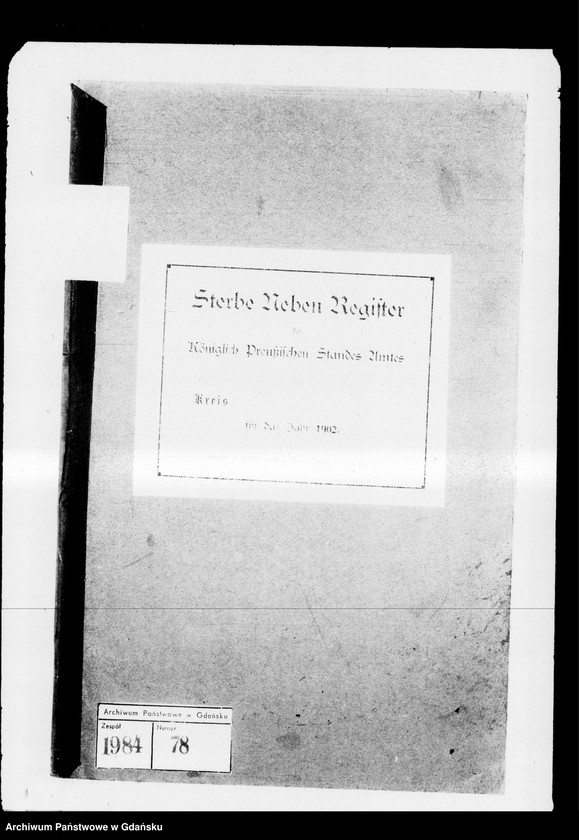 Sterbe Neben Register
des
Königlich Preußischen Standes Amtes
Kreis
für das Jahr 1902.
Archiwum Państwowe w Gdańsku
Zespół
Numer
1984
78
Archiwum Państwowe w Gdańsku